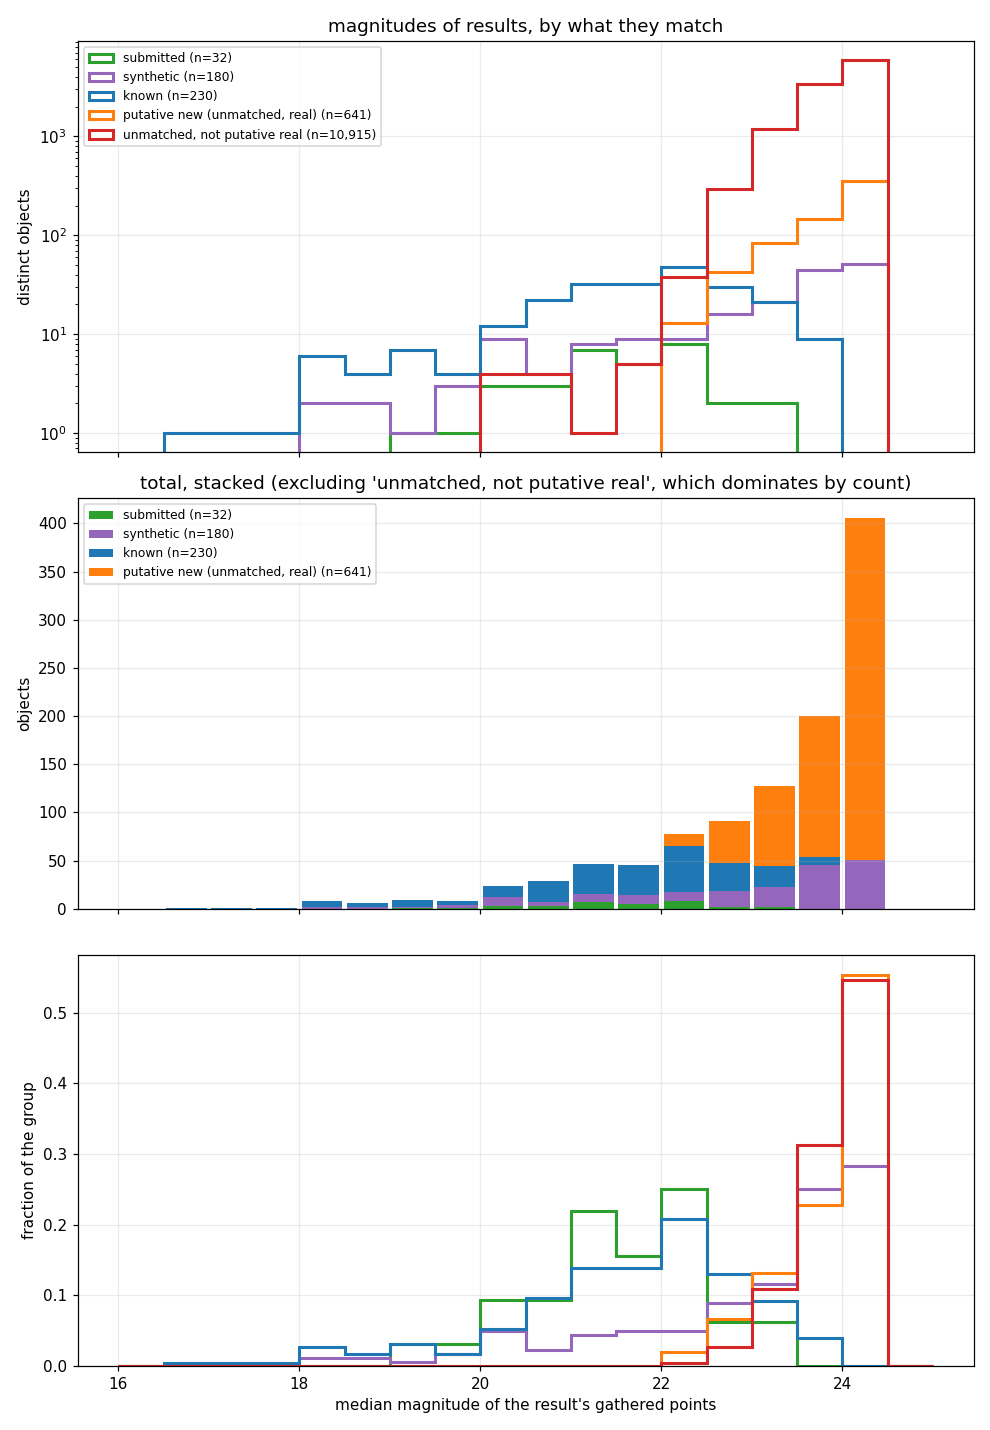 magnitudes of results, by what they match
submitted (n=32)
synthetic (n=180)
known (n=230)
putative new (unmatched, real) (n=641)
unmatched, not putative real (n=10,915)
distinct objects
10³
10²
10¹
10⁰
total, stacked (excluding 'unmatched, not putative real', which dominates by count)
submitted (n=32)
synthetic (n=180)
known (n=230)
putative new (unmatched, real) (n=641)
objects
400
350
300
250
200
150
100
50
0
fraction of the group
0.5
0.4
0.3
0.2
0.1
0.0
16 18 20 22 24
median magnitude of the result's gathered points